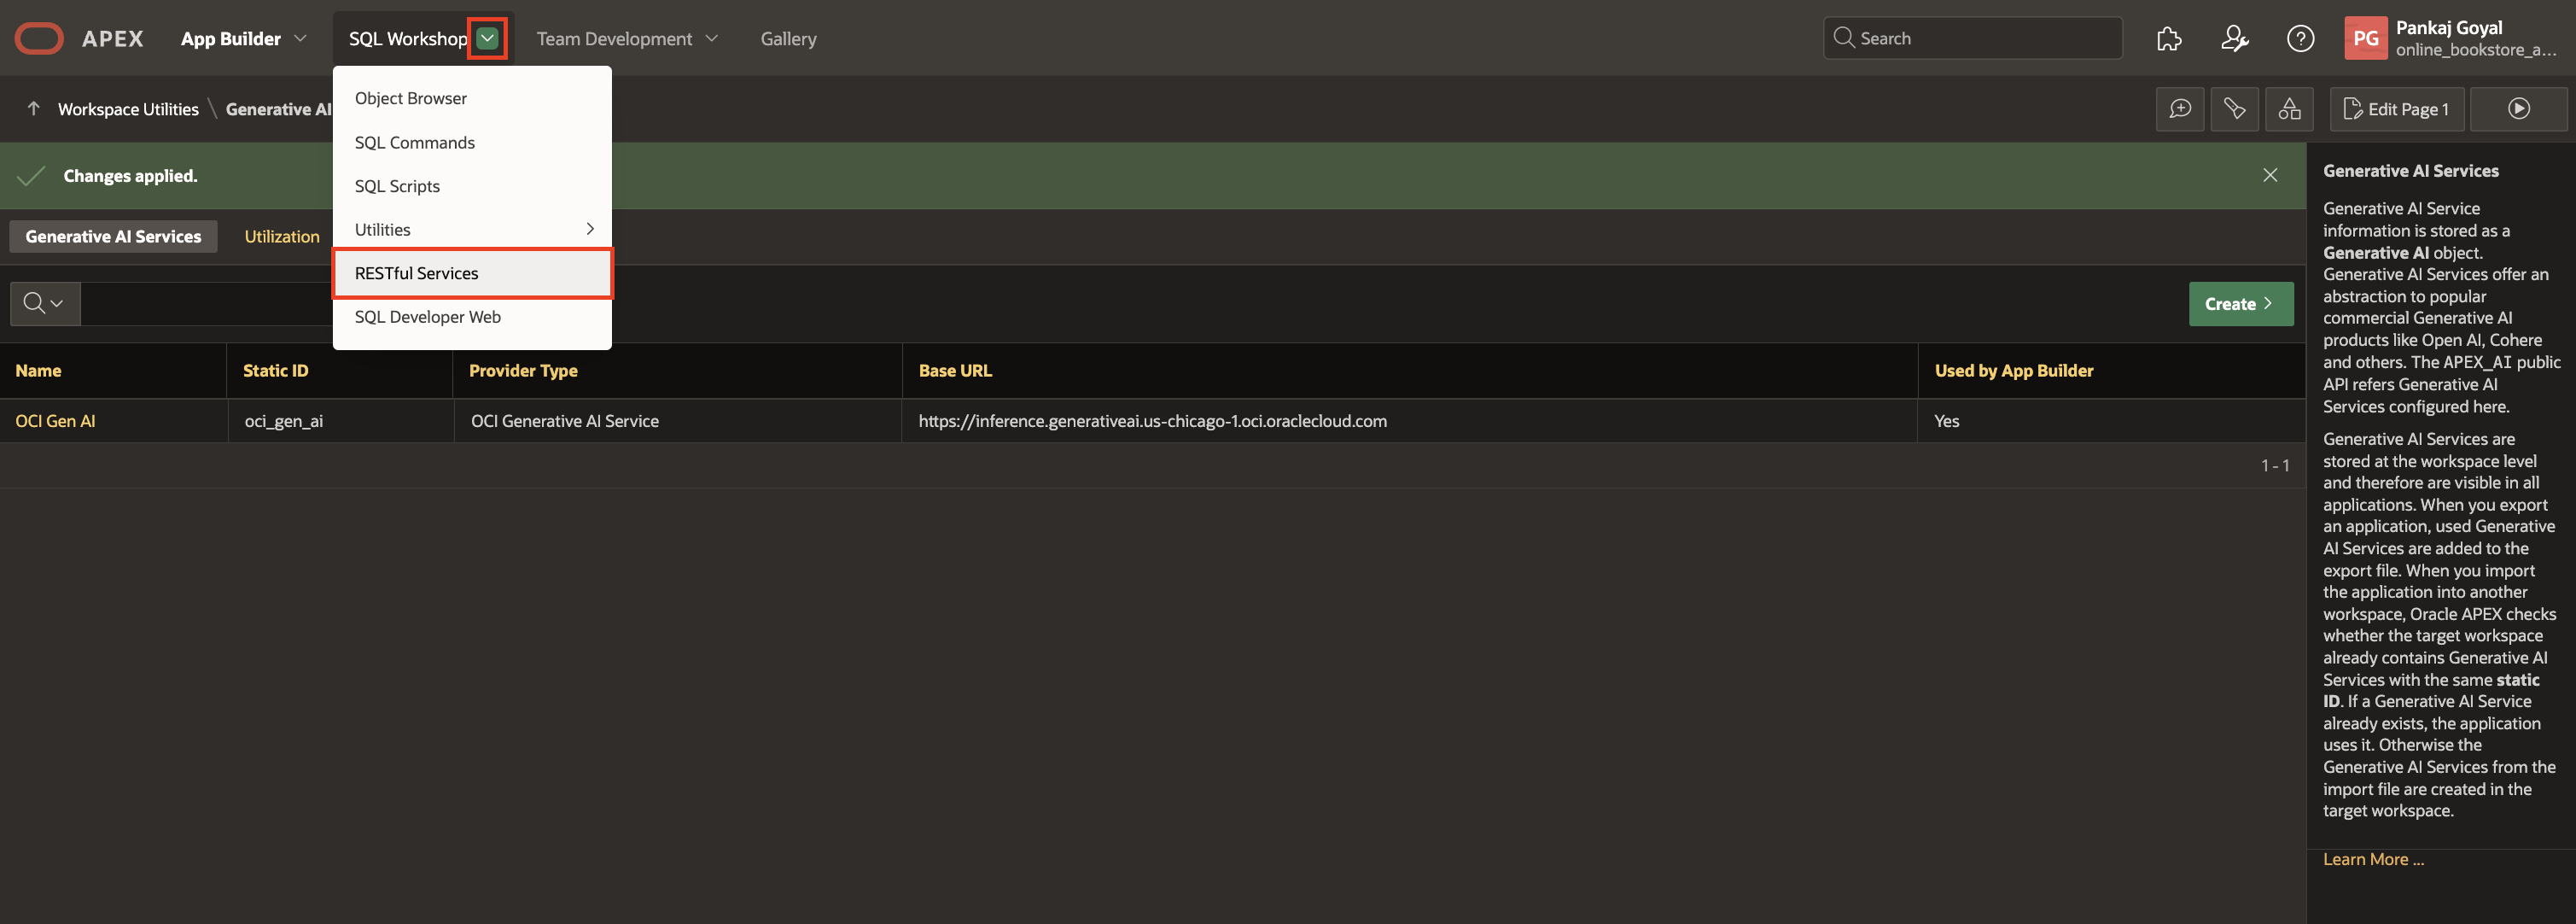 APEX
App Builder
SQL Workshop
Team Development
Gallery
Search
PG
Pankaj Goyal
online_bookstore_a...
Workspace Utilities \ Generative AI
Edit Page 1
Changes applied.
Object Browser
SQL Commands
SQL Scripts
Utilities
RESTful Services
SQL Developer Web
Generative AI Services
Utilization
Create
Name
Static ID
Provider Type
Base URL
Used by App Builder
OCI Gen AI
oci_gen_ai
OCI Generative AI Service
https://inference.generativeai.us-chicago-1.oci.oraclecloud.com
Yes
1 - 1
Generative AI Services
Generative AI Service
information is stored as a
Generative AI object.
Generative AI Services offer an
abstraction to popular
commercial Generative AI
products like Open AI, Cohere
and others. The APEX_AI public
API refers Generative AI
Services configured here.
Generative AI Services are
stored at the workspace level
and therefore are visible in all
applications. When you export
an application, used Generative
AI Services are added to the
export file. When you import
the application into another
workspace, Oracle APEX checks
whether the target workspace
already contains Generative AI
Services with the same static
ID. If a Generative AI Service
already exists, the application
uses it. Otherwise the
Generative AI Services from the
import file are created in the
target workspace.
Learn More ...